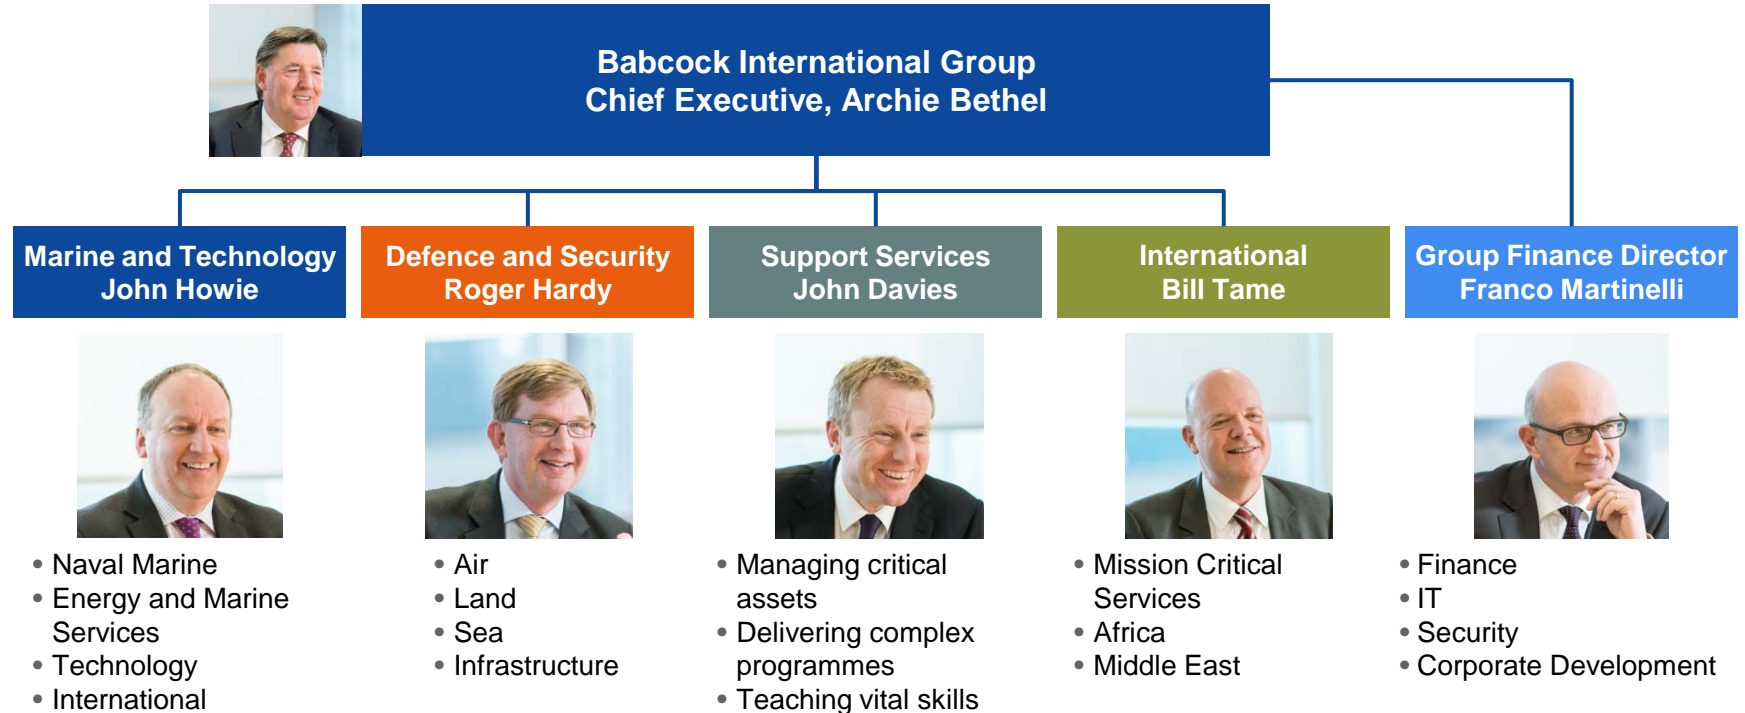 Babcock International Group
Chief Executive, Archie Bethel
Marine and Technology
John Howie
Defence and Security
Roger Hardy
Support Services
John Davies
International
Bill Tame
Group Finance Director
Franco Martinelli
• Naval Marine
• Energy and Marine
Services
• Technology
• International
• Air
• Land
• Sea
• Infrastructure
• Managing critical
assets
• Delivering complex
programmes
• Teaching vital skills
• Mission Critical
Services
• Africa
• Middle East
• Finance
• IT
• Security
• Corporate Development